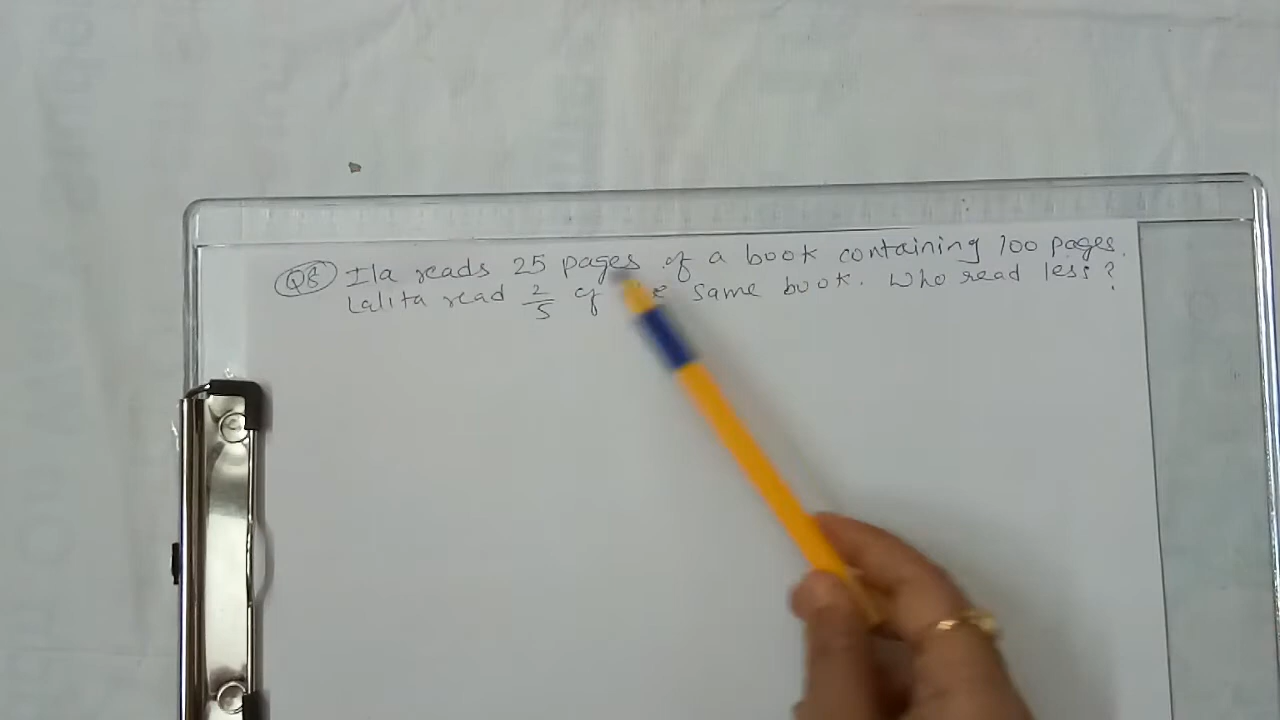 Q8 Ila reads 25 pages of a book containing 100 pages.
Lalita read 2/5 of same book. Who read less?